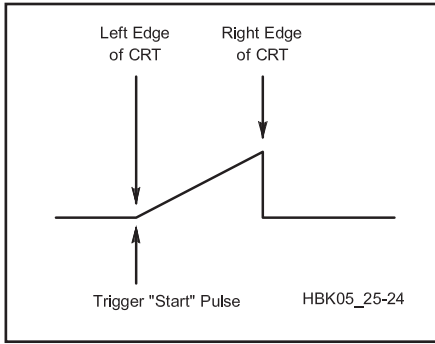 Left Edge
of CRT
Right Edge
of CRT
Trigger "Start" Pulse
HBK05_25-24